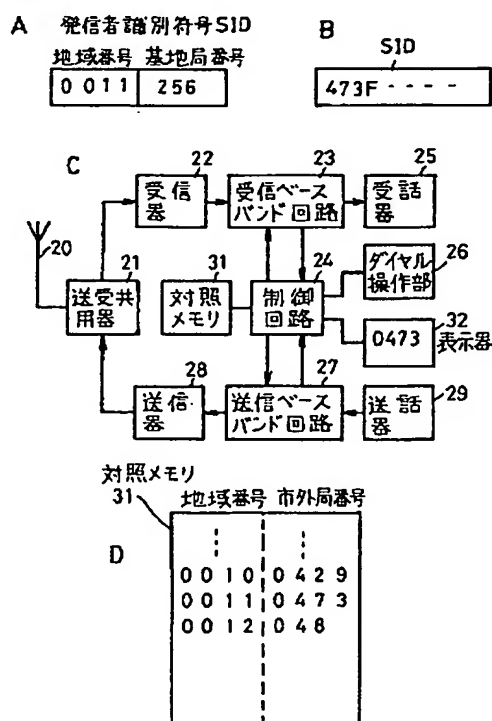 A 発信者識別符号SID
地域番号 基地局番号
0011 256
B
SID
473F----
C
22
受信器
23
受信ベースバンド回路
25
受話器
20
21
送受共用器
31
対照メモリ
24
制御回路
26
ダイヤル操作部
32
0473
表示器
28
送信器
27
送信ベースバンド回路
29
送話器
対照メモリ
31
地域番号 市外局番号
D
0010 0429
0011 0473
0012 048